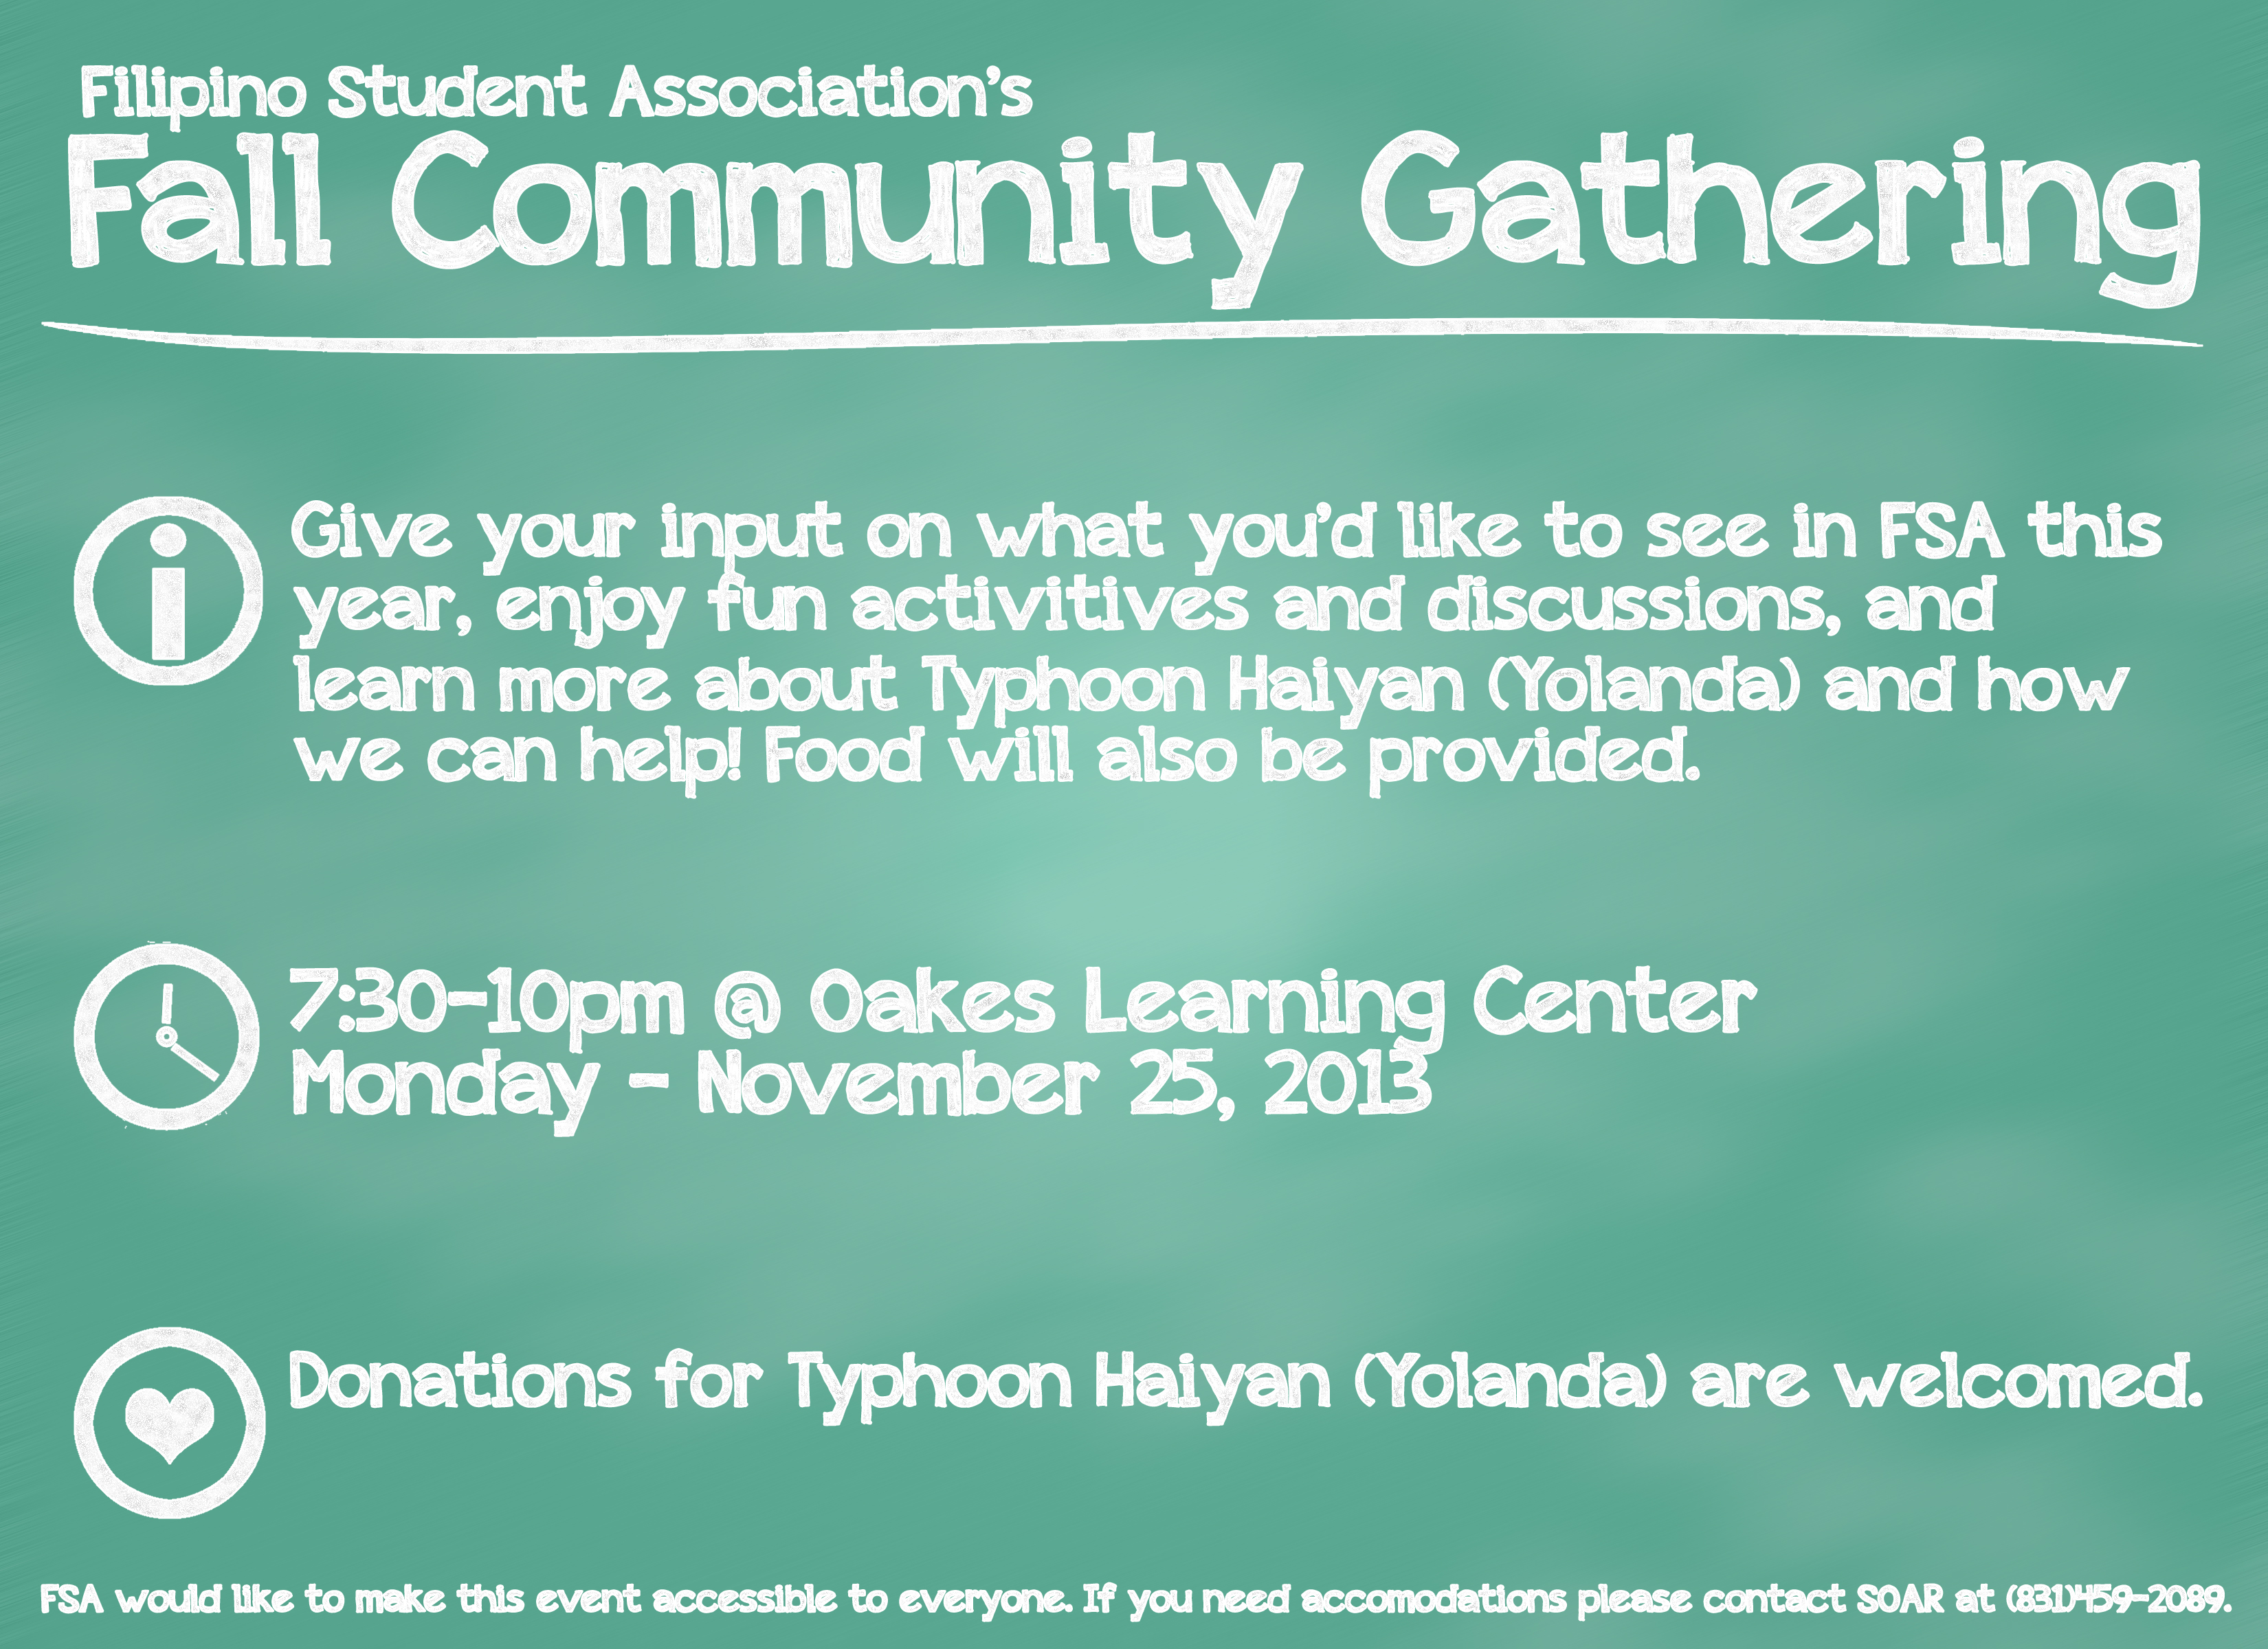 Filipino Student Association's
Fall Community Gathering
Give your input on what you'd like to see in FSA this
year, enjoy fun activitives and discussions, and
learn more about Typhoon Haiyan (Yolanda) and how
we can help! Food will also be provided.
7:30-10pm @ Oakes Learning Center
Monday - November 25, 2013
Donations for Typhoon Haiyan (Yolanda) are welcomed.
FSA would like to make this event accessible to everyone. If you need accomodations please contact SOAR at (831)459-2089.